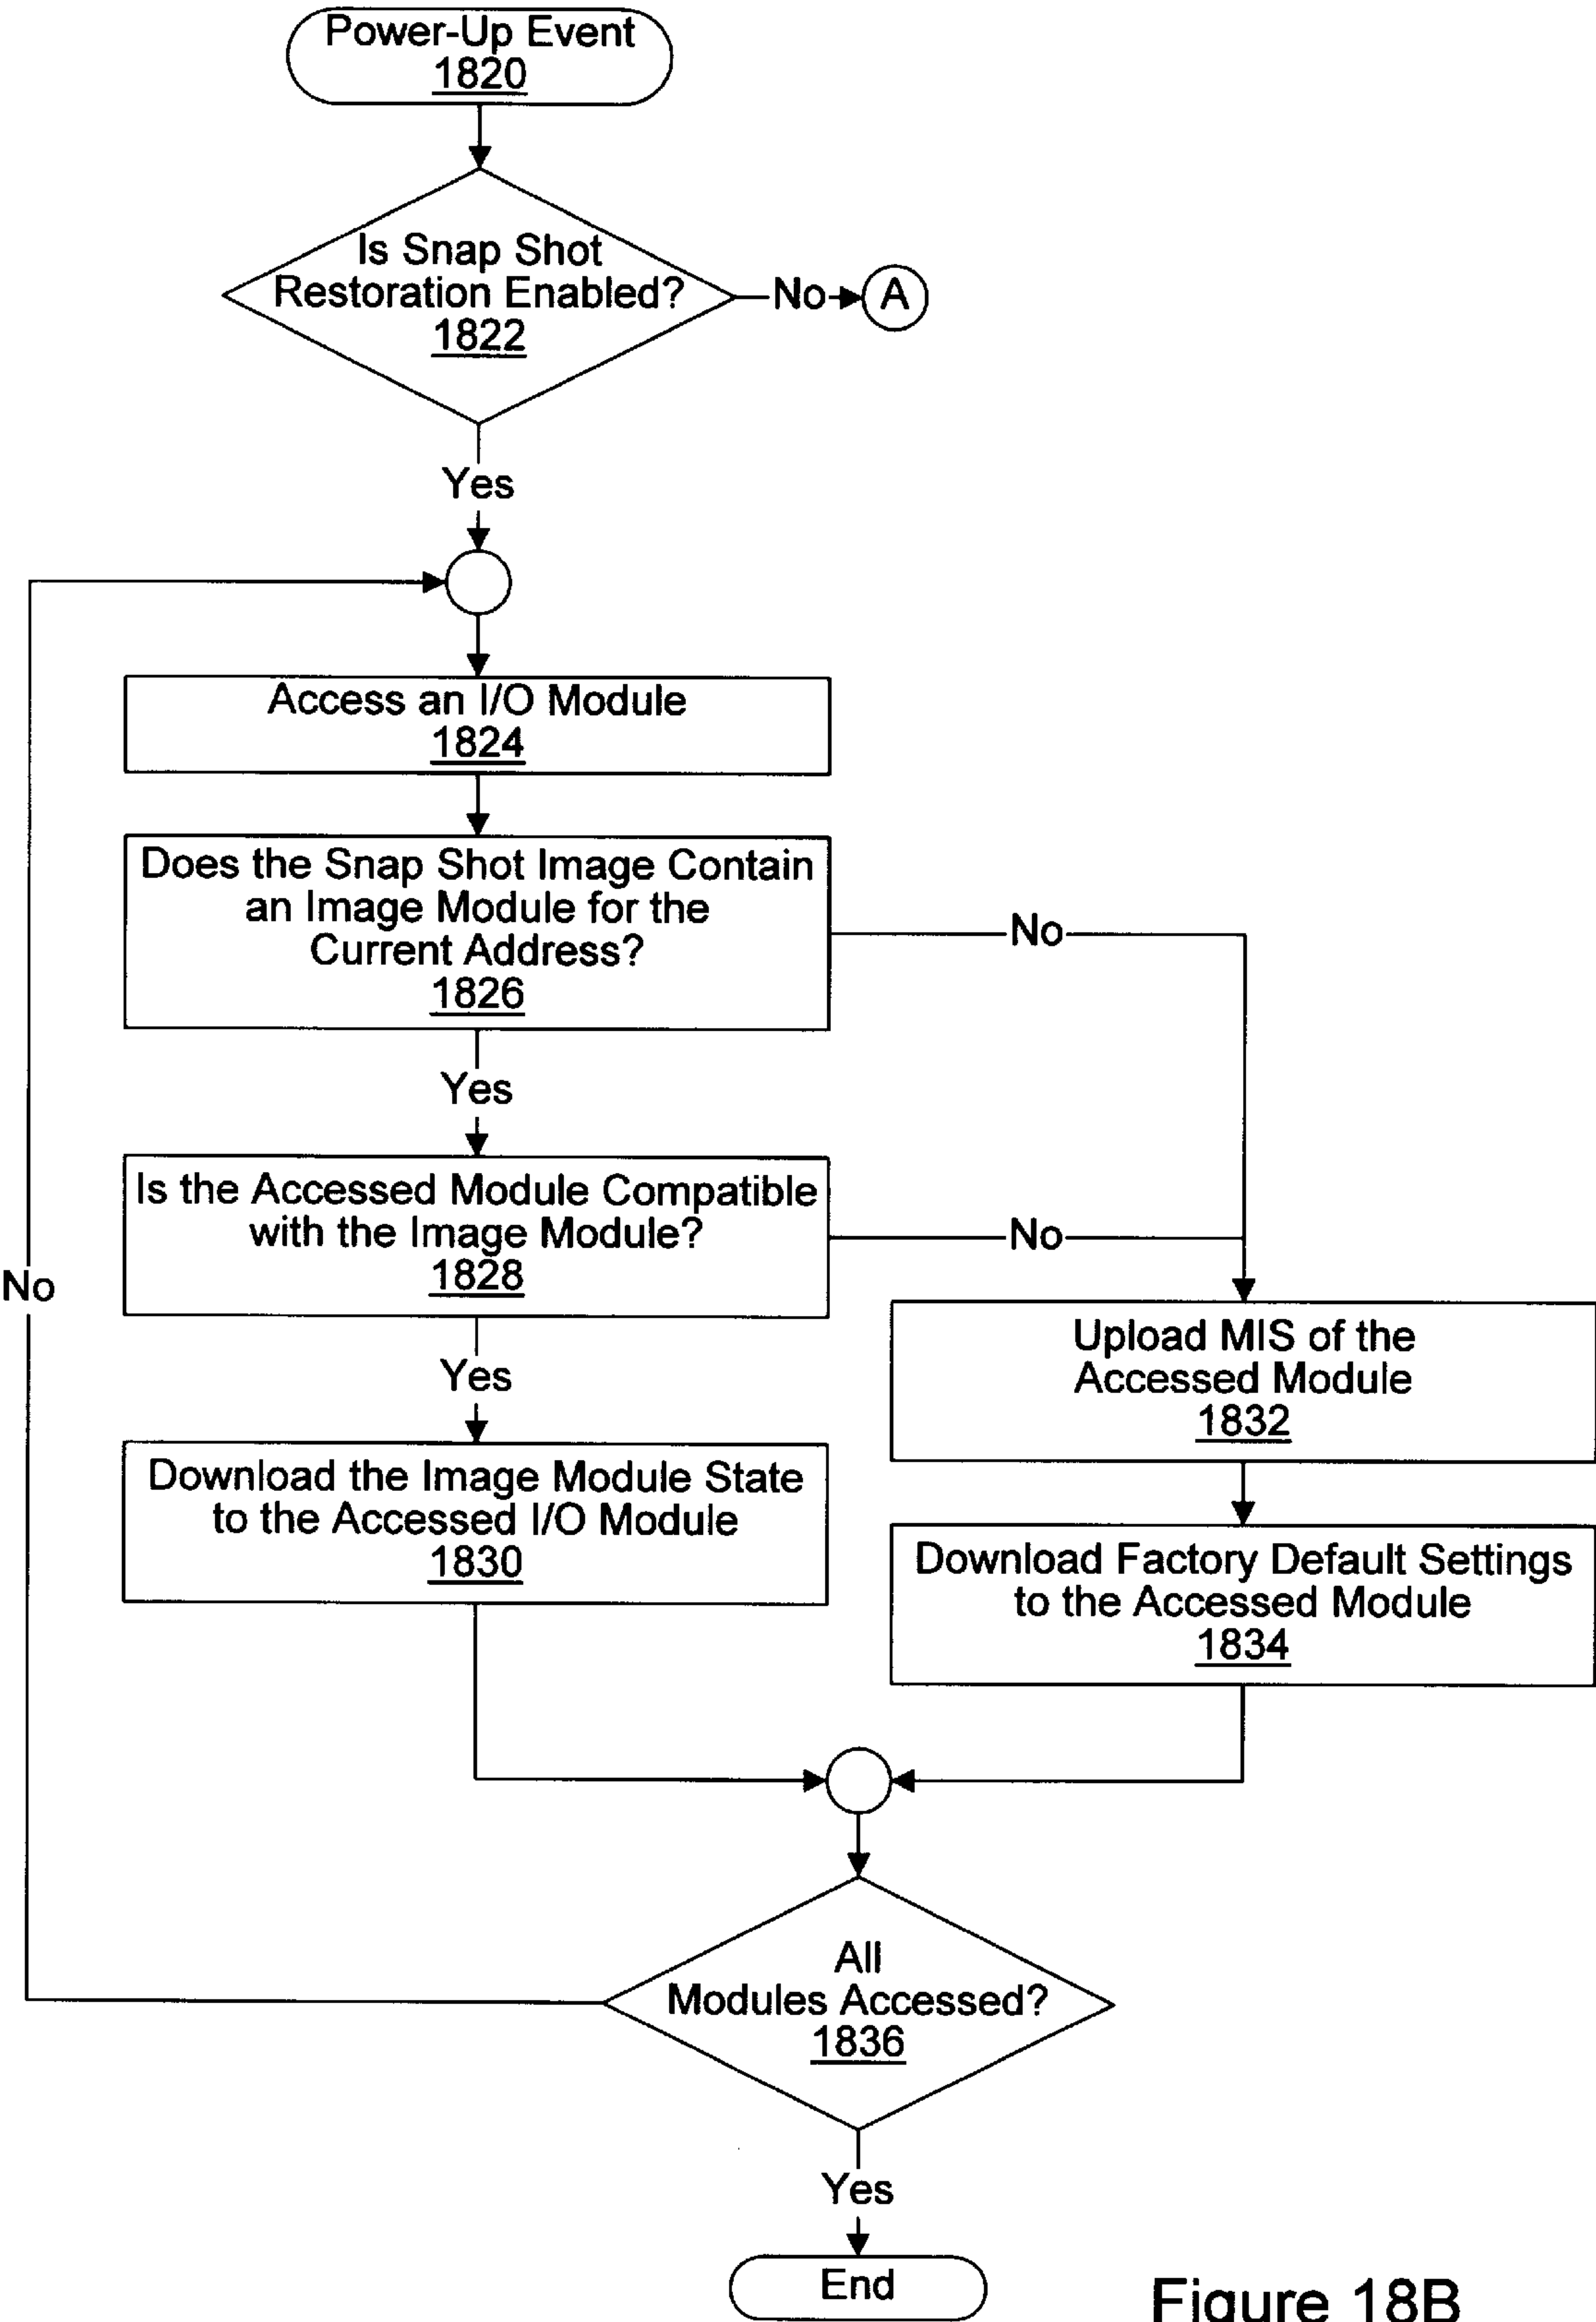 Power-Up Event
1820
Is Snap Shot
Restoration Enabled?
1822
No
A
Yes
Access an I/O Module
1824
Does the Snap Shot Image Contain
an Image Module for the
Current Address?
1826
No
Yes
Is the Accessed Module Compatible
with the Image Module?
1828
No
No
Yes
Upload MIS of the
Accessed Module
1832
Download the Image Module State
to the Accessed I/O Module
1830
Download Factory Default Settings
to the Accessed Module
1834
All
Modules Accessed?
1836
Yes
End
Figure 18B